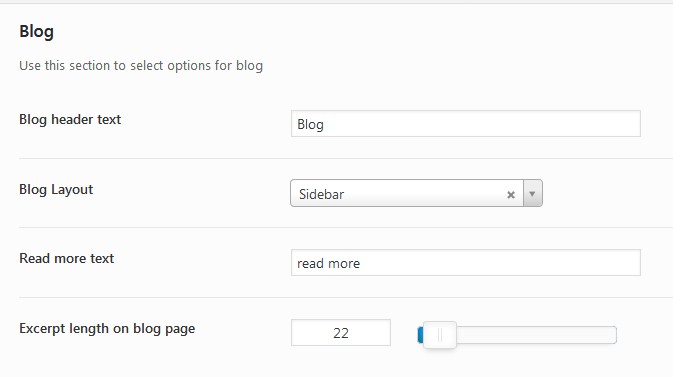 Blog
Use this section to select options for blog
Blog header text
Blog
Blog Layout
Sidebar
Read more text
read more
Excerpt length on blog page
22